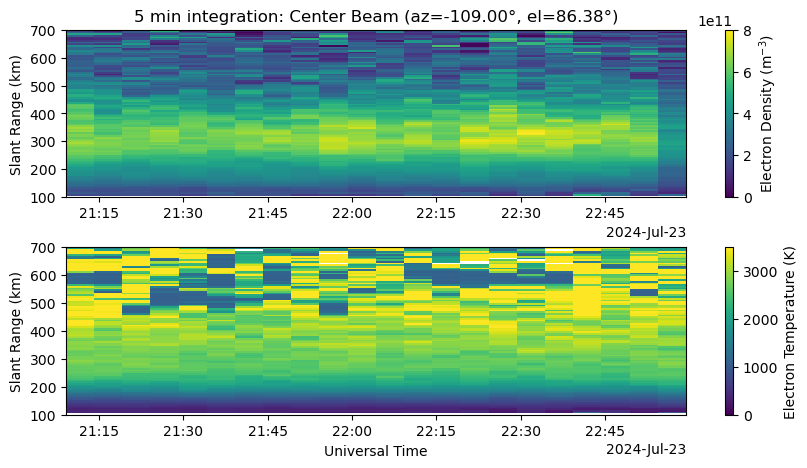 5 min integration: Center Beam (az=-109.00°, el=86.38°)
1e11
700
600
500
400
300
200
100
Slant Range (km)
21:15 21:30 21:45 22:00 22:15 22:30 22:45
2024-Jul-23
8
6
4
2
0
Electron Density (m⁻³)
700
600
500
400
300
200
100
Slant Range (km)
21:15 21:30 21:45 22:00 22:15 22:30 22:45
Universal Time
2024-Jul-23
3000
2000
1000
0
Electron Temperature (K)